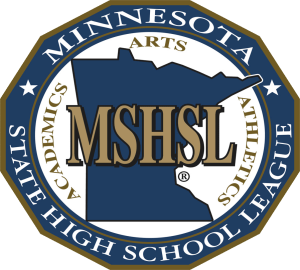 MINNESOTA
ARTS
ACADEMICS
ATHLETICS
MSHSL
®
STATE HIGH SCHOOL LEAGUE